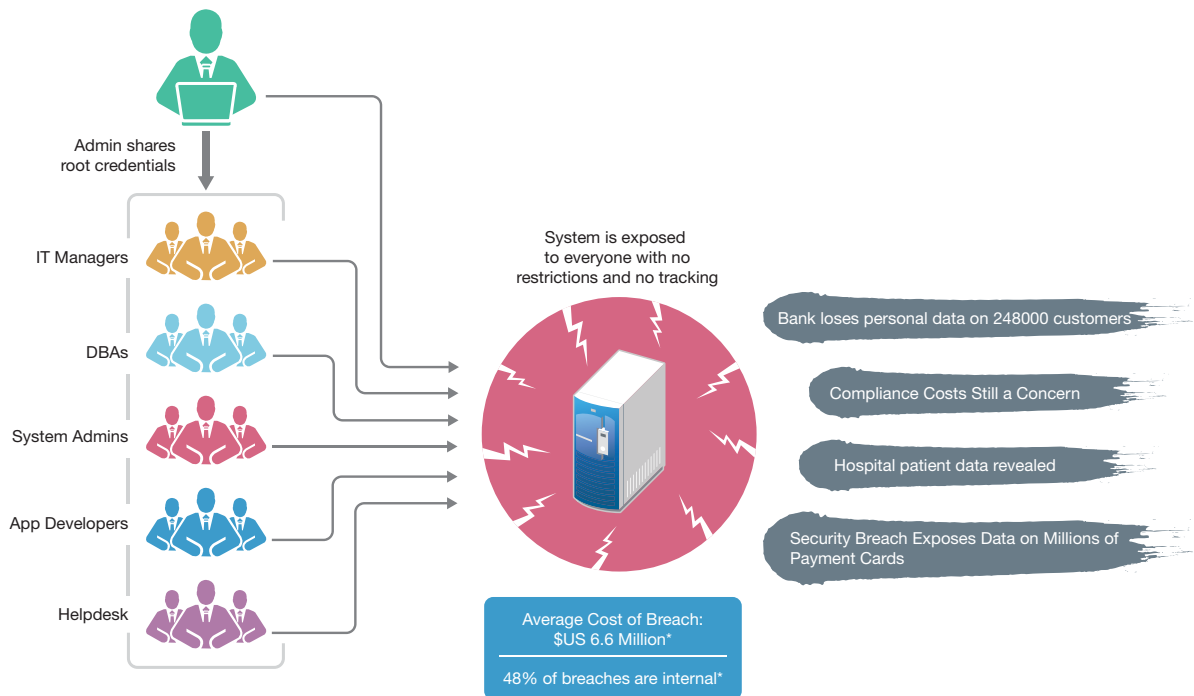 Admin shares
root credentials
IT Managers
DBAs
System Admins
App Developers
Helpdesk
System is exposed
to everyone with no
restrictions and no tracking
Average Cost of Breach:
$US 6.6 Million*
48% of breaches are internal*
Bank loses personal data on 248000 customers
Compliance Costs Still a Concern
Hospital patient data revealed
Security Breach Exposes Data on Millions of
Payment Cards